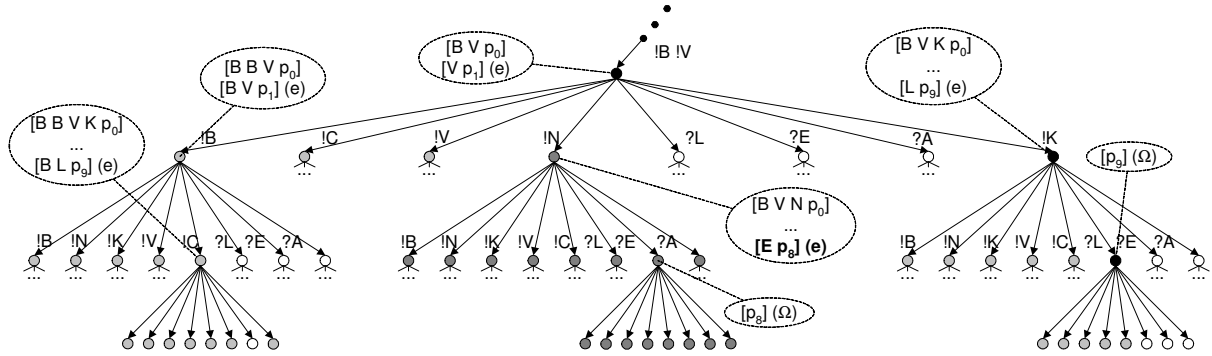 !B !V
[B V p₀]
[V p₁] (e)
[B V K p₀]
...
[L p₉] (e)
[B B V p₀]
[B V p₁] (e)
[B B V K p₀]
...
[B L p₉] (e)
!B !C !V !N ?L ?E ?A !K
... ... ... ... ...
[p₉] (Ω)
[B V N p₀]
...
[E p₈] (e)
!B !N !K !V !C ?L ?E ?A
!B !N !K !V !C ?L ?E ?A
!B !N !K !V !C ?L ?E ?A
... ... ... ... ... ... ...
... ... ... ... ... ... ...
... ... ... ... ... ... ...
[p₈] (Ω)